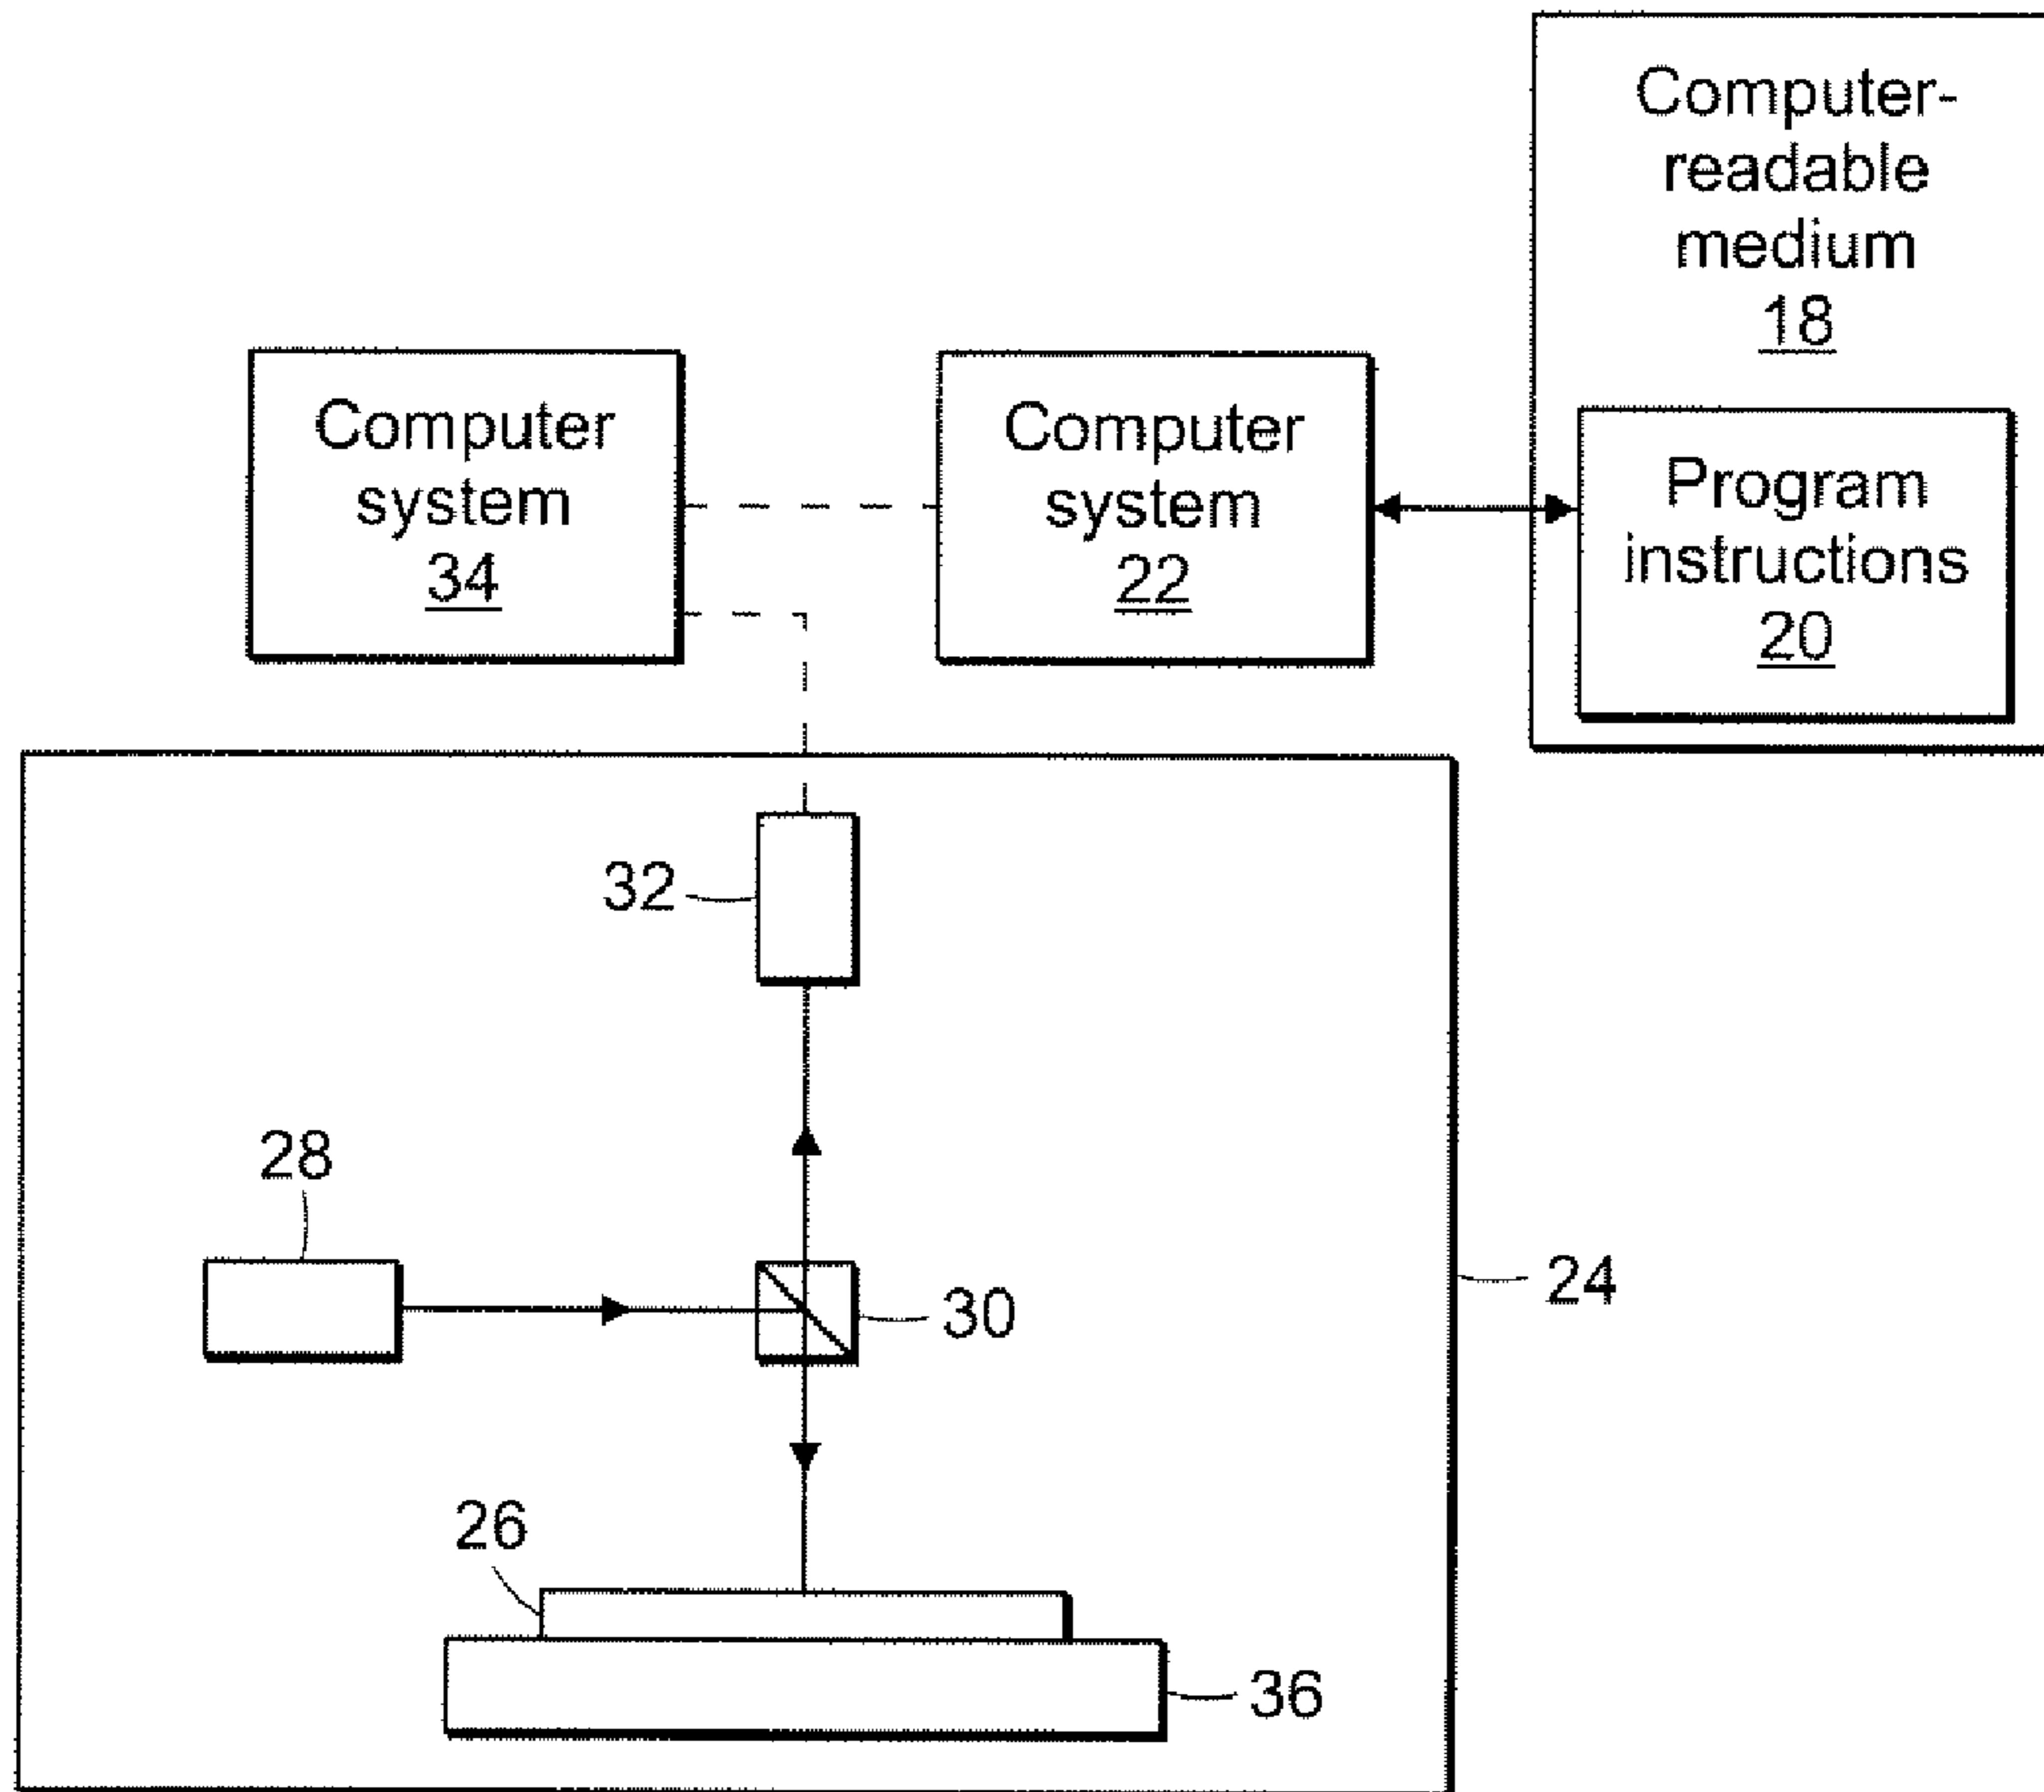 Computer-
readable
medium
18
Computer
system
34
Computer
system
22
Program
instructions
20
32
28
30
24
26
36